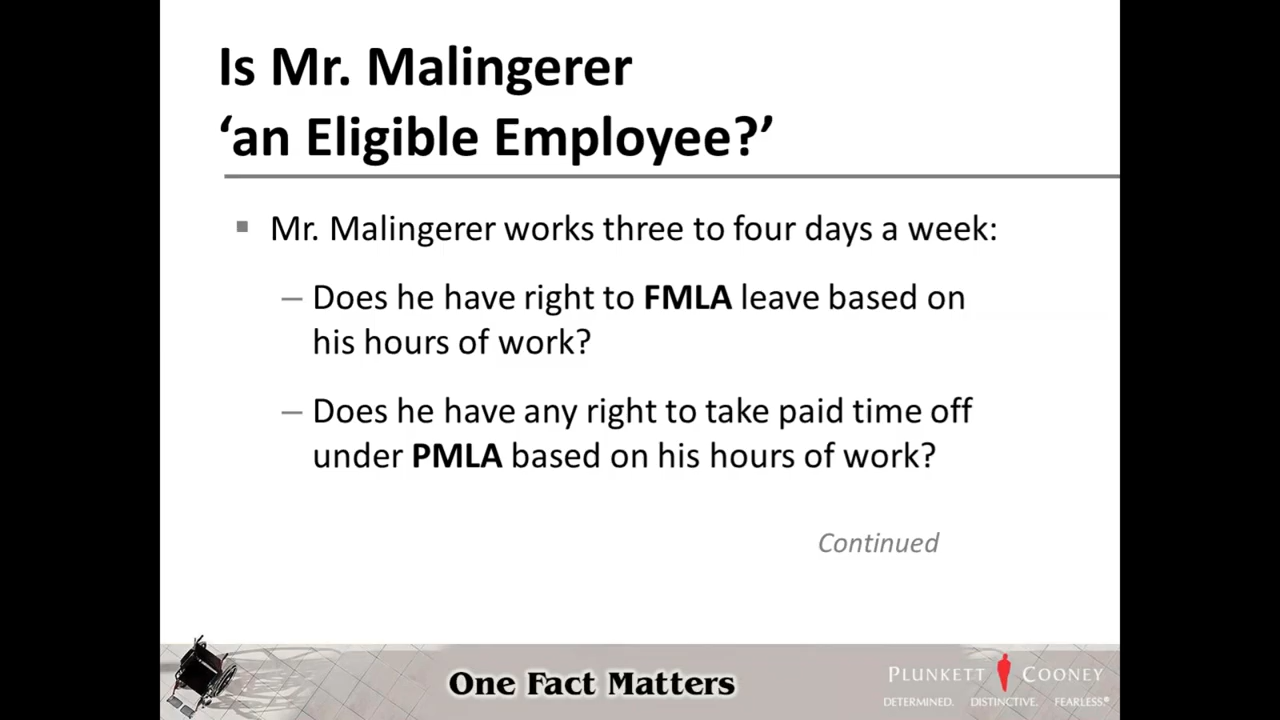 Is Mr. Malingerer
‘an Eligible Employee?’
▪ Mr. Malingerer works three to four days a week:
– Does he have right to FMLA leave based on
his hours of work?
– Does he have any right to take paid time off
under PMLA based on his hours of work?
Continued
One Fact Matters
PLUNKETT COONEY
DETERMINED. DISTINCTIVE. FEARLESS.®